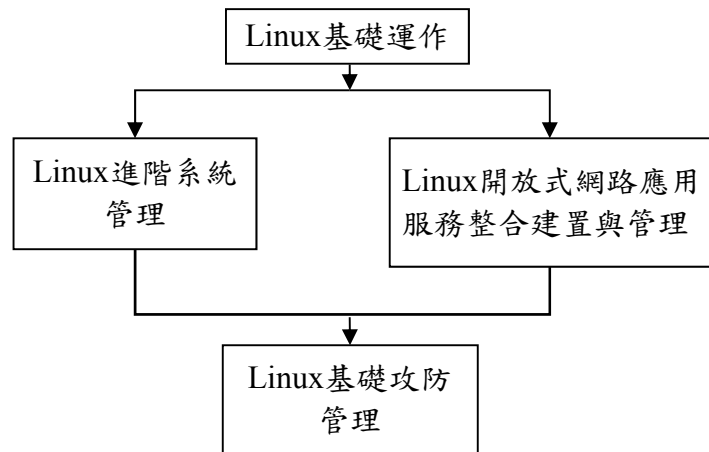 Linux基礎運作
Linux進階系統
管理
Linux開放式網路應用
服務整合建置與管理
Linux基礎攻防
管理